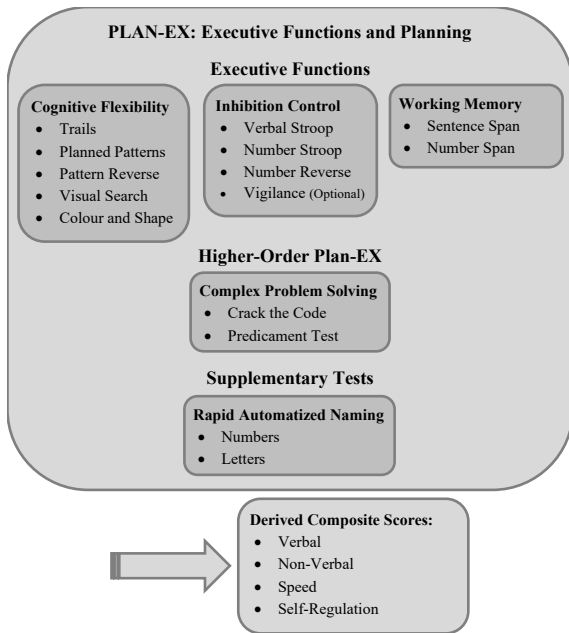 PLAN-EX: Executive Functions and Planning
Executive Functions
Cognitive Flexibility
• Trails
• Planned Patterns
• Pattern Reverse
• Visual Search
• Colour and Shape
Inhibition Control
• Verbal Stroop
• Number Stroop
• Number Reverse
• Vigilance (Optional)
Working Memory
• Sentence Span
• Number Span
Higher-Order Plan-EX
Complex Problem Solving
• Crack the Code
• Predicament Test
Supplementary Tests
Rapid Automatized Naming
• Numbers
• Letters
Derived Composite Scores:
• Verbal
• Non-Verbal
• Speed
• Self-Regulation